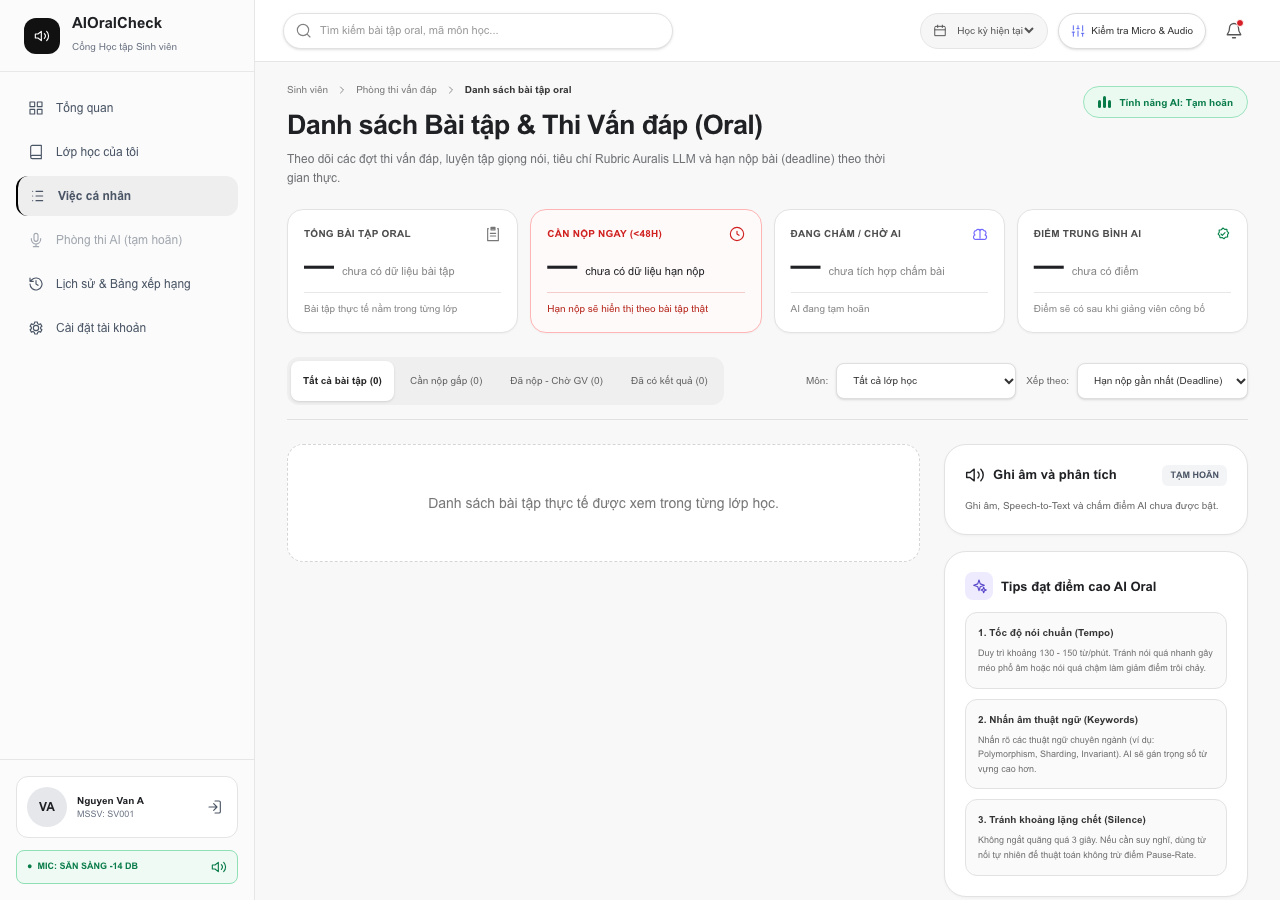 AIOralCheck
Cổng Học tập Sinh viên
Tổng quan
Lớp học của tôi
Việc cá nhân
Phòng thi AI (tạm hoãn)
Lịch sử & Bảng xếp hạng
Cài đặt tài khoản
VA
Nguyen Van A
MSSV: SV001
MIC: SẴN SÀNG -14 DB
Tìm kiếm bài tập oral, mã môn học...
Học kỳ hiện tại
Kiểm tra Micro & Audio
Sinh viên
Phòng thi vấn đáp
Danh sách bài tập oral
Tính năng AI: Tạm hoãn
Danh sách Bài tập & Thi Vấn đáp (Oral)
Theo dõi các đợt thi vấn đáp, luyện tập giọng nói, tiêu chí Rubric Auralis LLM và hạn nộp bài (deadline) theo thời
gian thực.
TỔNG BÀI TẬP ORAL
— chưa có dữ liệu bài tập
Bài tập thực tế nằm trong từng lớp
CẦN NỘP NGAY (<48H)
— chưa có dữ liệu hạn nộp
Hạn nộp sẽ hiển thị theo bài tập thật
ĐANG CHẤM / CHỜ AI
— chưa tích hợp chấm bài
AI đang tạm hoãn
ĐIỂM TRUNG BÌNH AI
— chưa có điểm
Điểm sẽ có sau khi giảng viên công bố
Tất cả bài tập (0)
Cần nộp gấp (0)
Đã nộp - Chờ GV (0)
Đã có kết quả (0)
Môn:
Tất cả lớp học
Xếp theo:
Hạn nộp gần nhất (Deadline)
Danh sách bài tập thực tế được xem trong từng lớp học.
Ghi âm và phân tích
TẠM HOÃN
Ghi âm, Speech-to-Text và chấm điểm AI chưa được bật.
Tips đạt điểm cao AI Oral
1. Tốc độ nói chuẩn (Tempo)
Duy trì khoảng 130 - 150 từ/phút. Tránh nói quá nhanh gây
méo phổ âm hoặc nói quá chậm làm giảm điểm trôi chảy.
2. Nhấn âm thuật ngữ (Keywords)
Nhấn rõ các thuật ngữ chuyên ngành (ví dụ:
Polymorphism, Sharding, Invariant). AI sẽ gán trọng số từ
vựng cao hơn.
3. Tránh khoảng lặng chết (Silence)
Không ngắt quãng quá 3 giây. Nếu cần suy nghĩ, dùng từ
nối tự nhiên để thuật toán không trừ điểm Pause-Rate.